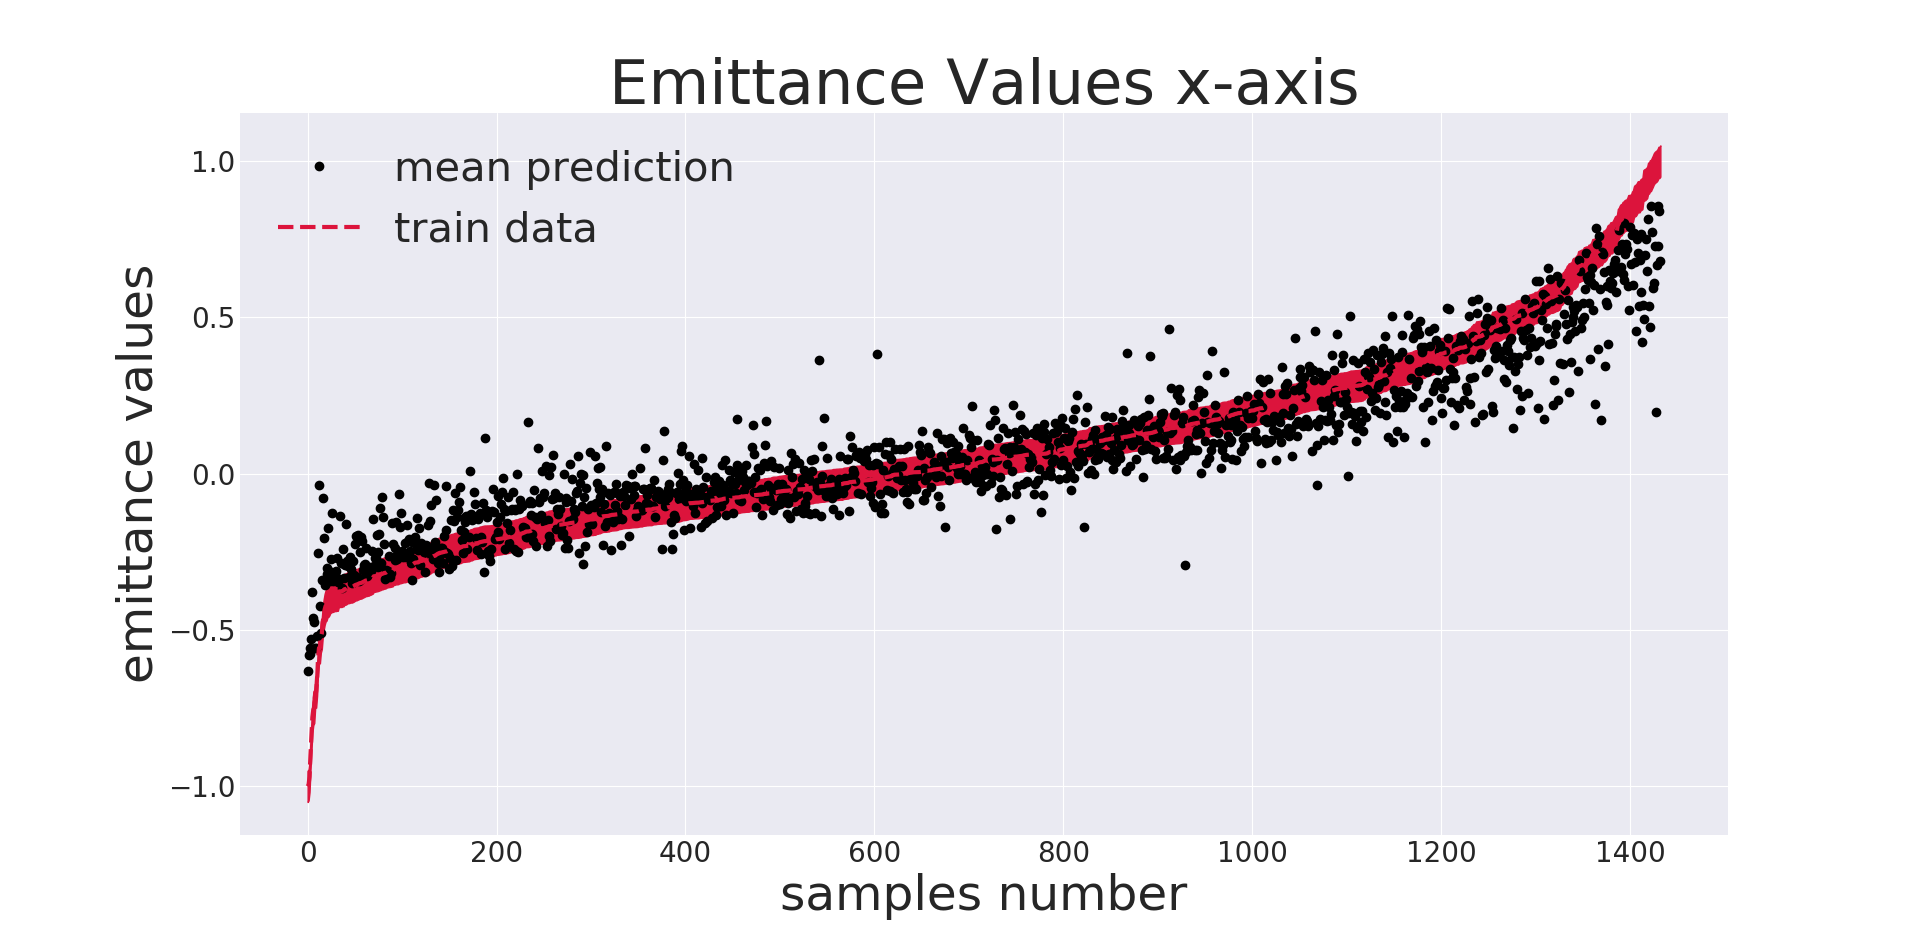 Emittance Values x-axis
mean prediction
train data
emittance values
1.0
0.5
0.0
−0.5
−1.0
0 200 400 600 800 1000 1200 1400
samples number